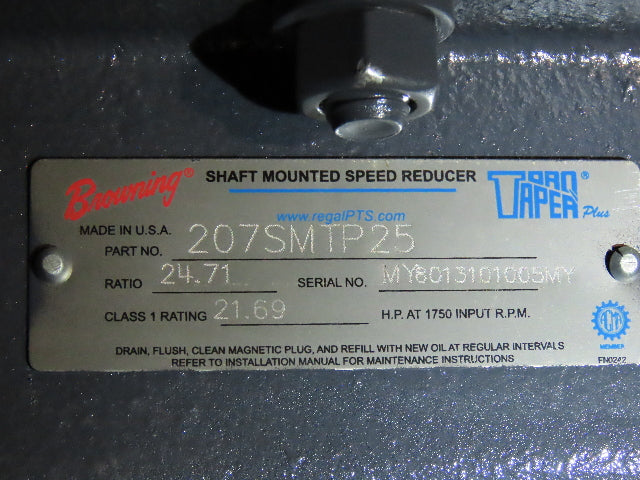 Browning® SHAFT MOUNTED SPEED REDUCER TORQ TAPER® Plus
www.regalPTS.com
MADE IN U.S.A.
PART NO. 207SMTP25
RATIO 24.71 SERIAL NO. MY8013101005MY
CLASS 1 RATING 21.69 H.P. AT 1750 INPUT R.P.M.
MEMBER
DRAIN, FLUSH, CLEAN MAGNETIC PLUG, AND REFILL WITH NEW OIL AT REGULAR INTERVALS
REFER TO INSTALLATION MANUAL FOR MAINTENANCE INSTRUCTIONS
FN0242